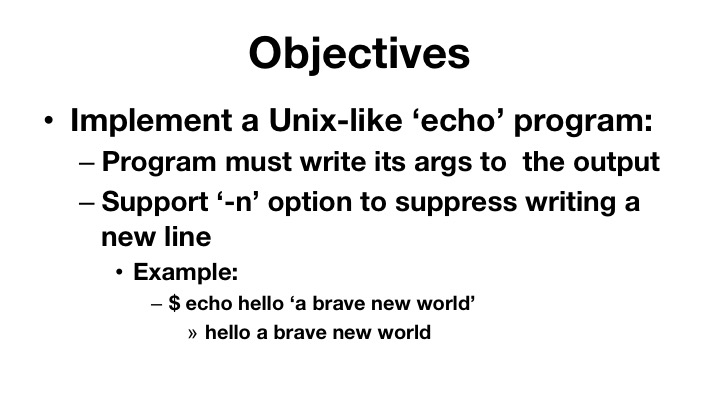 Objectives
• Implement a Unix-like ‘echo’ program:
– Program must write its args to  the output
– Support ‘-n’ option to suppress writing a
new line
• Example:
– $ echo hello ‘a brave new world’
» hello a brave new world